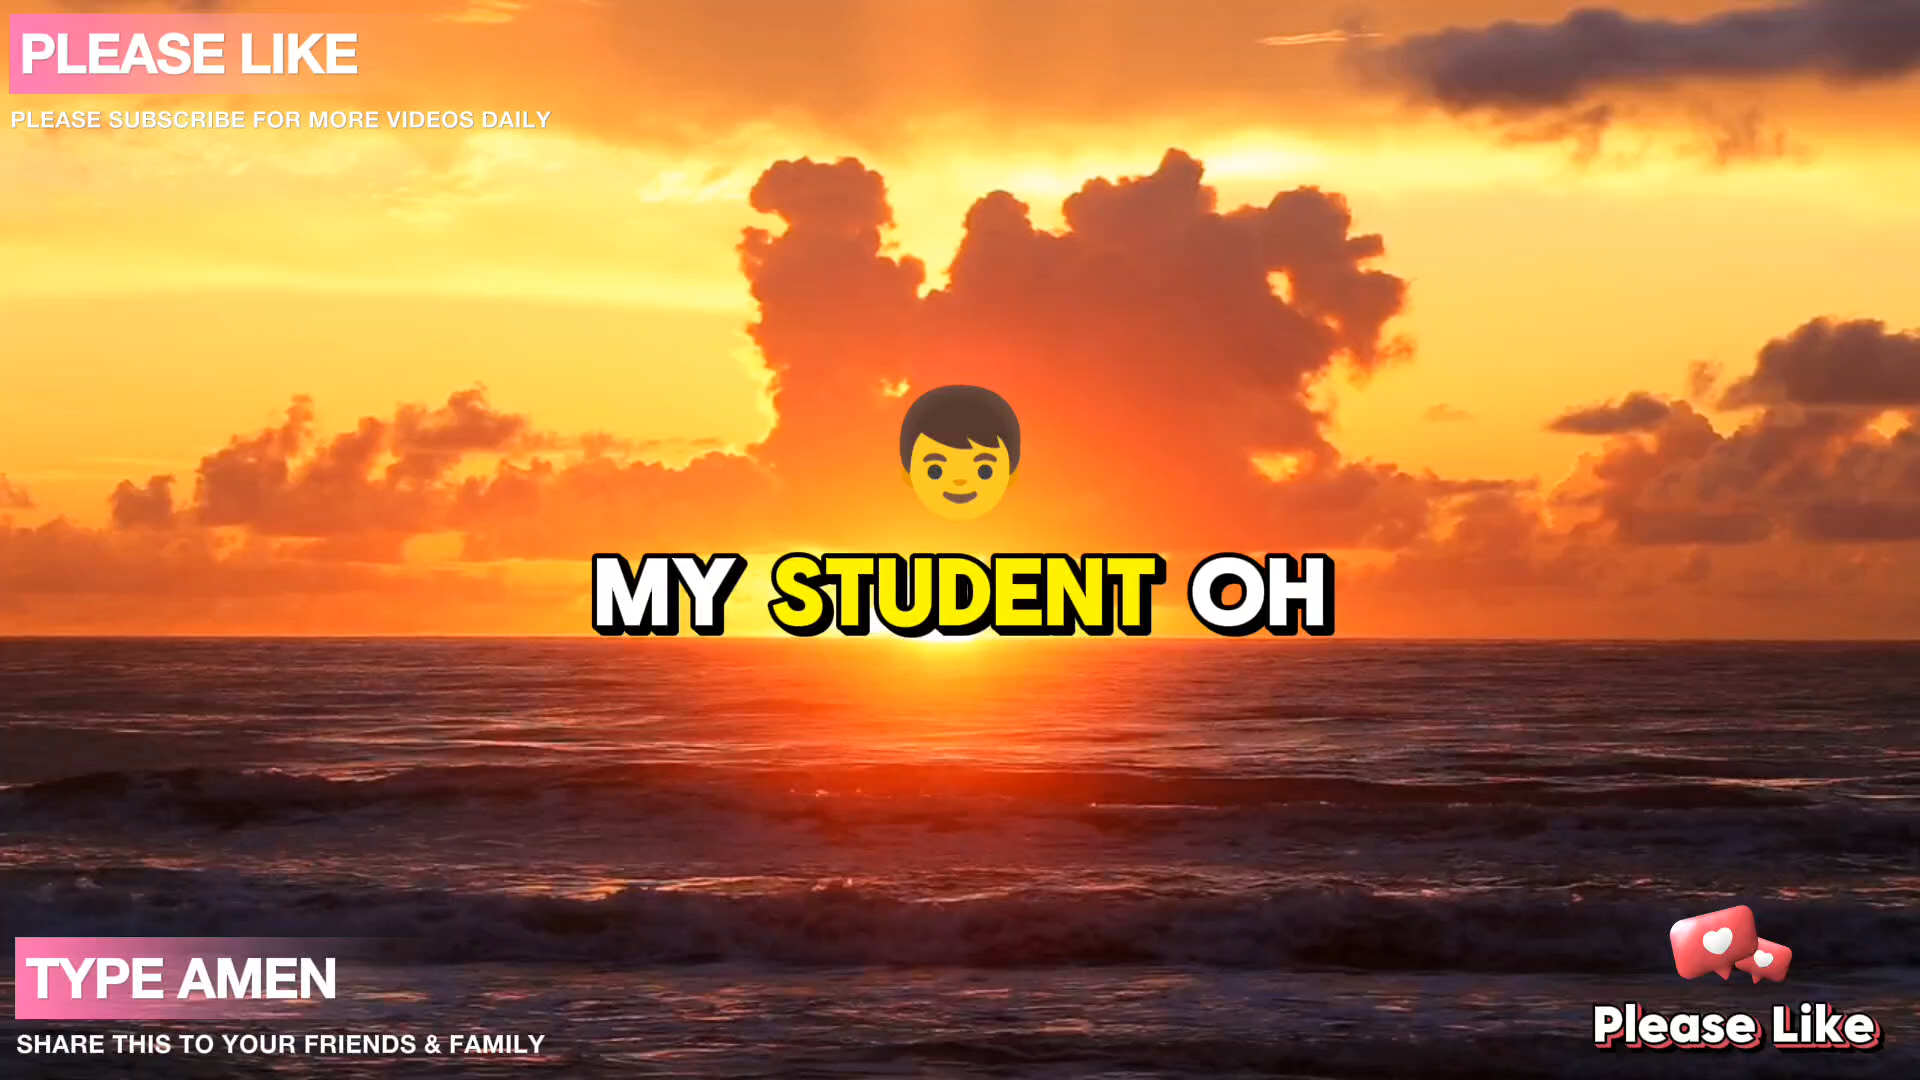 PLEASE LIKE
PLEASE SUBSCRIBE FOR MORE VIDEOS DAILY
MY STUDENT OH
TYPE AMEN
SHARE THIS TO YOUR FRIENDS & FAMILY
Please Like